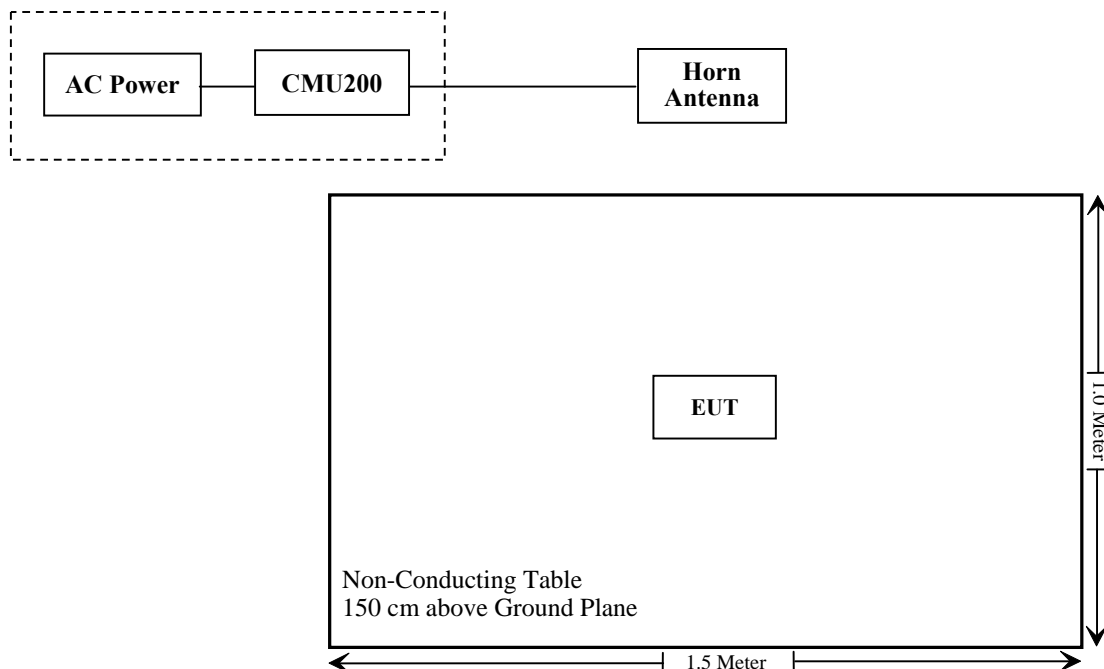 AC Power
CMU200
Horn
Antenna
EUT
1.0 Meter
Non-Conducting Table
150 cm above Ground Plane
1.5 Meter